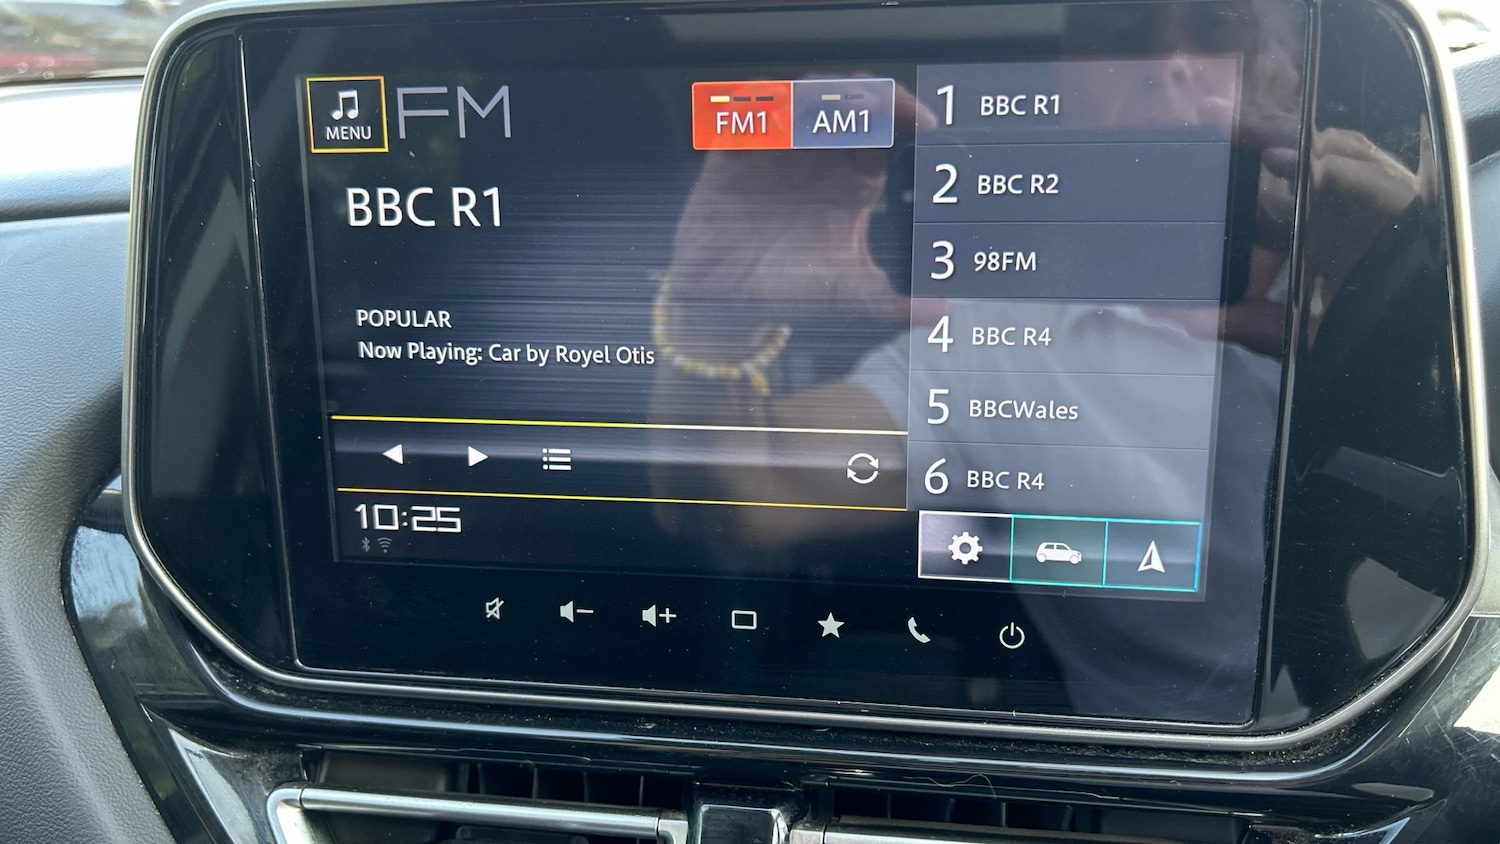 MENU
FM
FM1
AM1
BBC R1
POPULAR
Now Playing: Car by Royel Otis
10:25
1 BBC R1
2 BBC R2
3 98FM
4 BBC R4
5 BBCWales
6 BBC R4